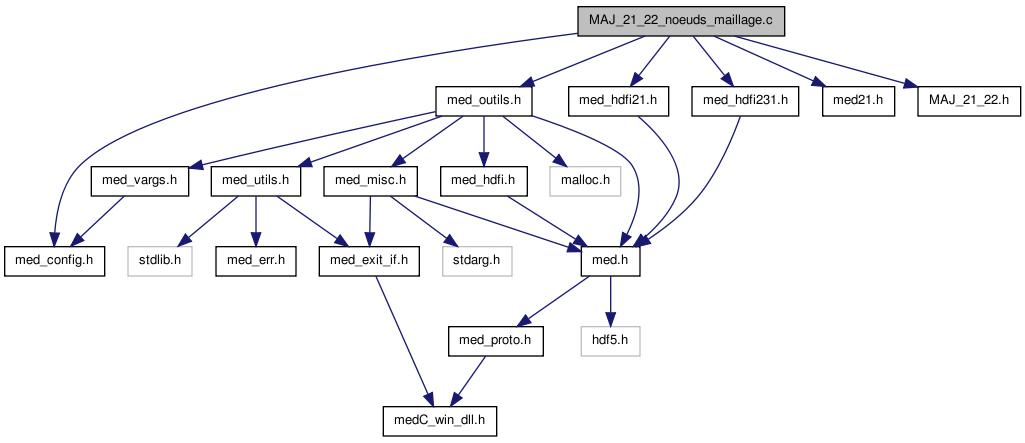 MAJ_21_22_noeuds_maillage.c
med_outils.h
med_hdfi21.h
med_hdfi231.h
med21.h
MAJ_21_22.h
med_vargs.h
med_utils.h
med_misc.h
med_hdfi.h
malloc.h
med_config.h
stdlib.h
med_err.h
med_exit_if.h
stdarg.h
med.h
med_proto.h
hdf5.h
medC_win_dll.h